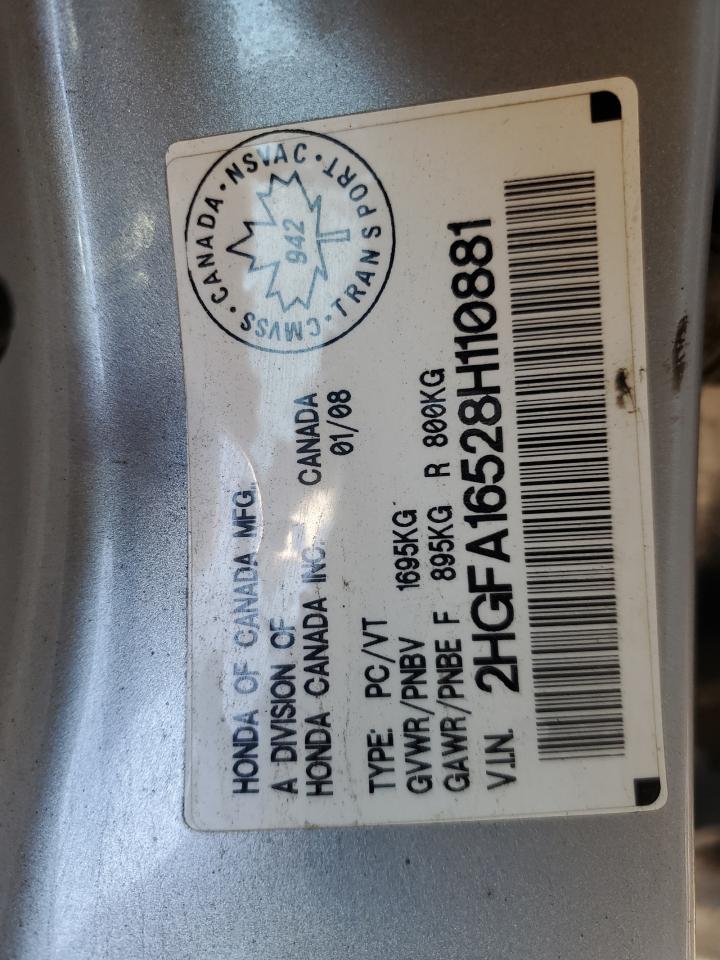 CANADA • NSVAC • TRANSPORT • CMVSS •
942
HONDA OF CANADA MFG.
A DIVISION OF
HONDA CANADA INC. CANADA
01/08
TYPE: PC/VT
GVWR/PNBV 1695KG
GAWR/PNBE F 895KG R 800KG
V.I.N. 2HGFA16528H110881